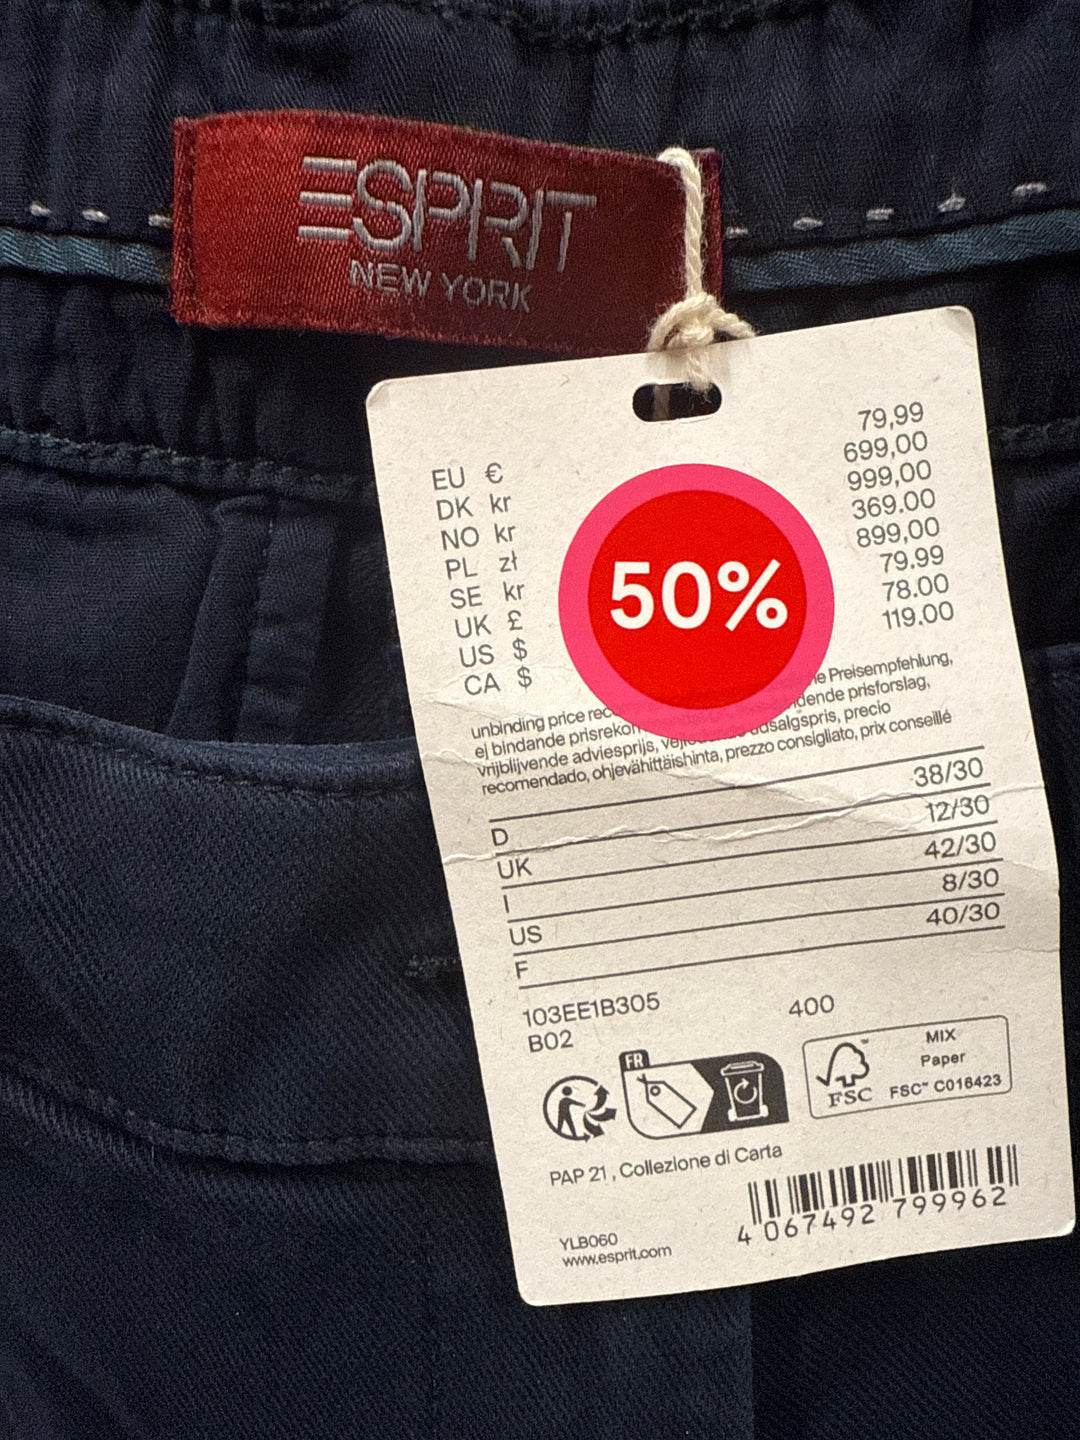 ESPRIT
NEW YORK
EU € 79,99
DK kr 699,00
NO kr 999,00
PL zł 369.00
SE kr 899,00
UK £ 79.99
US $ 78.00
CA $ 119.00
50%
unbinding price Preisempfehlung,
ej bindande prisforslag,
vrijblijvende adviesprijs, precio
recomendado, ohjevähittäishinta, prezzo consigliato, prix conseillé
D 38/30
UK 12/30
I 42/30
US 8/30
F 40/30
103EE1B305 400
B02
FR
FSC
MIX
Paper
FSC™ C016423
PAP 21 , Collezione di Carta
4 067492 799962
YLB060
www.esprit.com